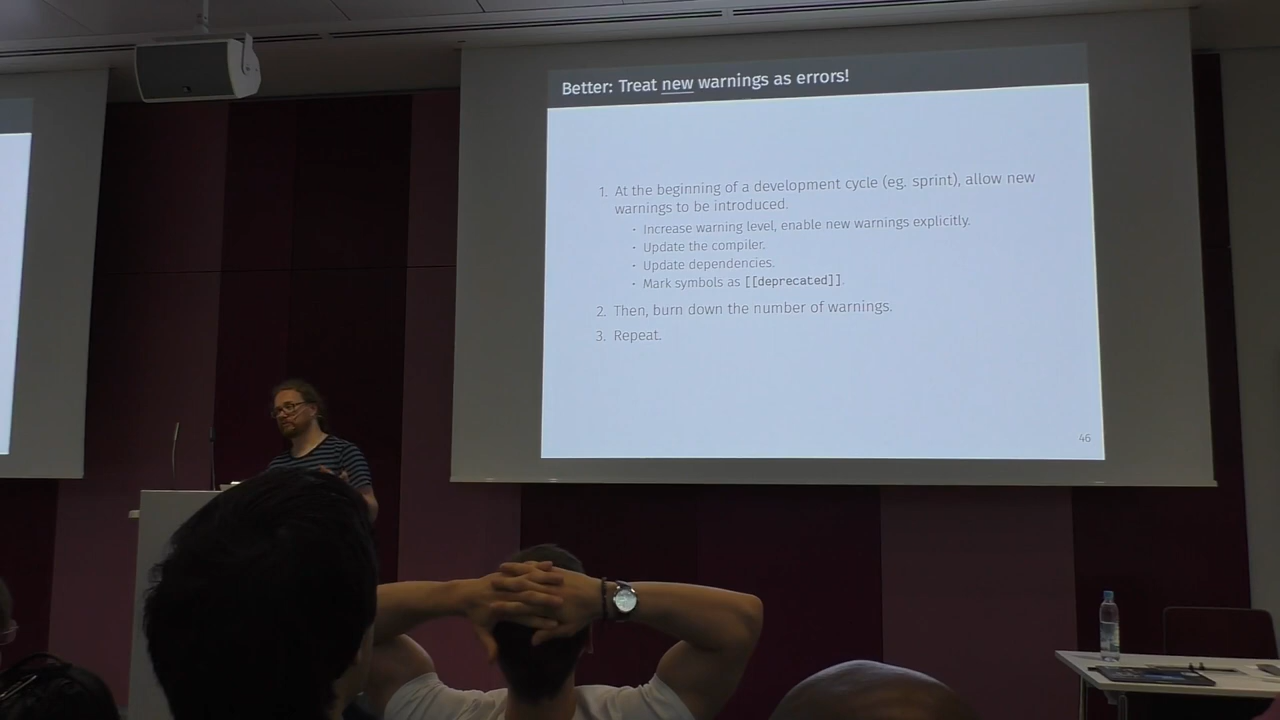 Better: Treat new warnings as errors!
1. At the beginning of a development cycle (eg. sprint), allow new
warnings to be introduced.
· Increase warning level, enable new warnings explicitly.
· Update the compiler.
· Update dependencies.
· Mark symbols as [[deprecated]].
2. Then, burn down the number of warnings.
3. Repeat.
46